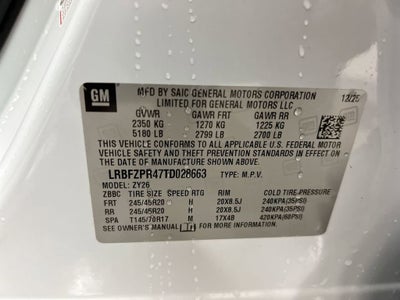 GM
MFD BY SAIC GENERAL MOTORS CORPORATION
LIMITED FOR GENERAL MOTORS LLC
12/25
GVWR GAWR FRT GAWR RR
2350 KG 1270 KG 1225 KG
5180 LB 2799 LB 2700 LB
THIS VEHICLE CONFORMS TO ALL APPLICABLE U.S. FEDERAL MOTOR
VEHICLE SAFETY AND THEFT PREVENTION STANDARDS IN EFFECT ON
THE DATE OF MANUFACTURE SHOWN ABOVE.
LRBFZPR47TD028663 TYPE: M.P.V.
MODEL: ZY26
ZBBC TIRE SIZE SPEED RTG RIM COLD TIRE PRESSURE
FRT 245/45R20 H 20X8.5J 240KPA(35PSI)
RR 245/45R20 H 20X8.5J 240KPA(35PSI)
SPA T145/70R17 M 17X4B 420KPA(60PSI)
SEE OWNER'S MANUAL FOR MORE INFORMATION.